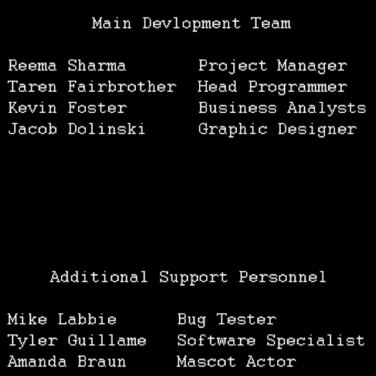 Main Devlopment Team
Reema Sharma Project Manager
Taren Fairbrother Head Programmer
Kevin Foster Business Analysts
Jacob Dolinski Graphic Designer
Additional Support Personnel
Mike Labbie Bug Tester
Tyler Guillame Software Specialist
Amanda Braun Mascot Actor